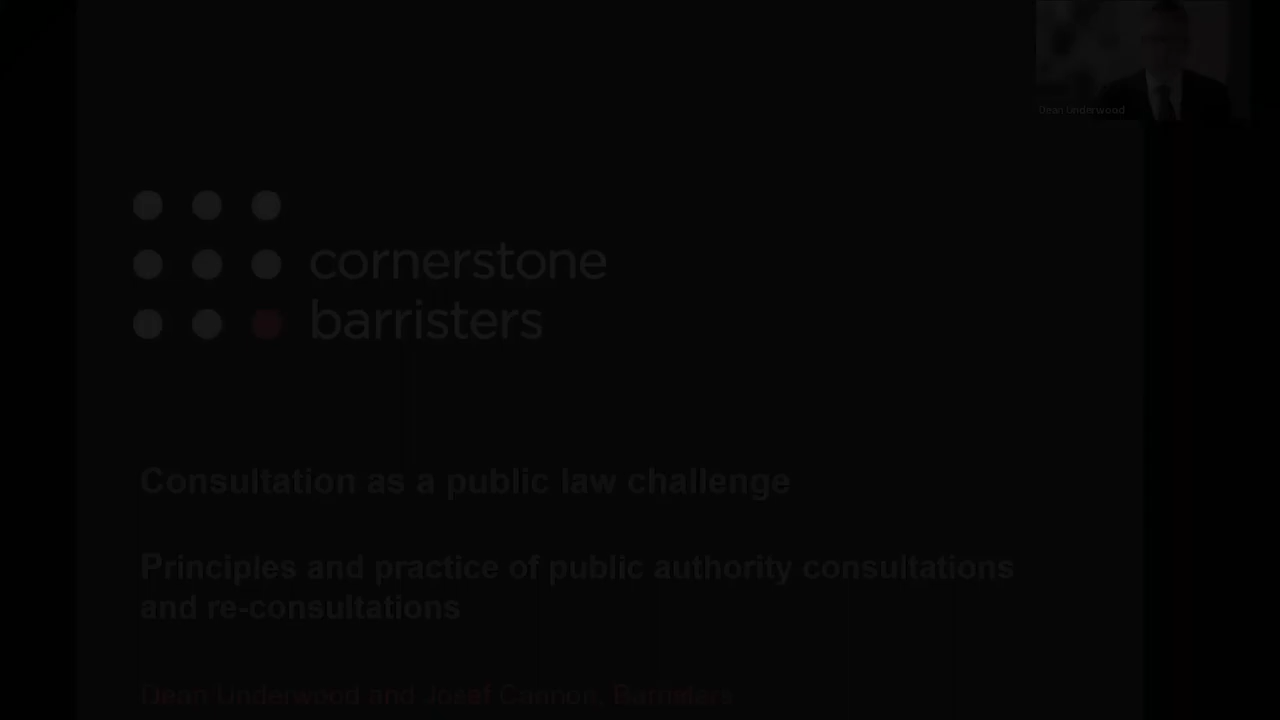 Dean Underwood
cornerstone
barristers
Consultation as a public law challenge
Principles and practice of public authority consultations
and re-consultations
Dean Underwood and Josef Cannon, Barristers